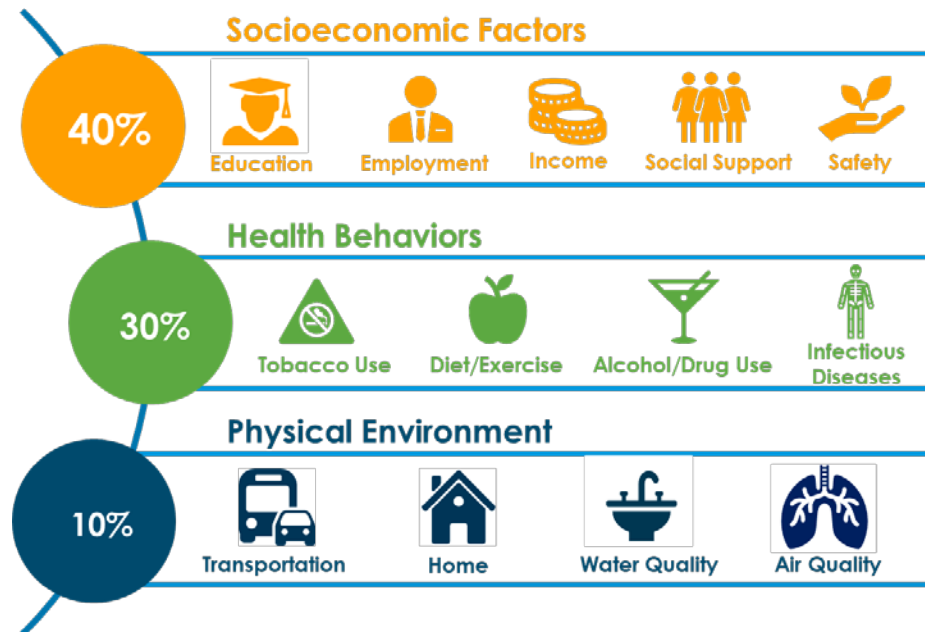 Socioeconomic Factors
40%
Education
Employment
Income
Social Support
Safety
Health Behaviors
30%
Tobacco Use
Diet/Exercise
Alcohol/Drug Use
Infectious
Diseases
Physical Environment
10%
Transportation
Home
Water Quality
Air Quality